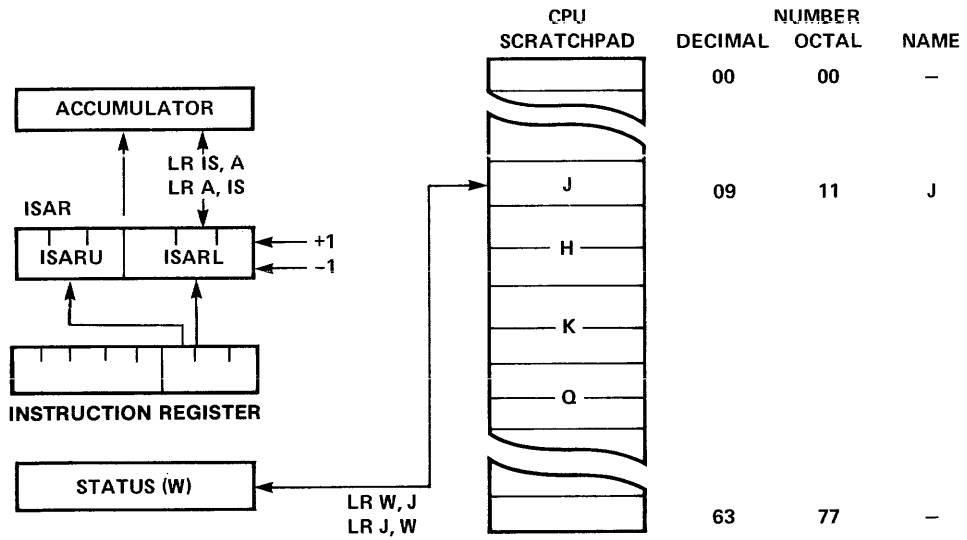 CPU
SCRATCHPAD
NUMBER
DECIMAL OCTAL NAME
00 00 –
ACCUMULATOR
LR IS, A
LR A, IS
ISAR
ISARU ISARL
+1
–1
INSTRUCTION REGISTER
STATUS (W)
LR W, J
LR J, W
J 09 11 J
H
K
Q
63 77 –